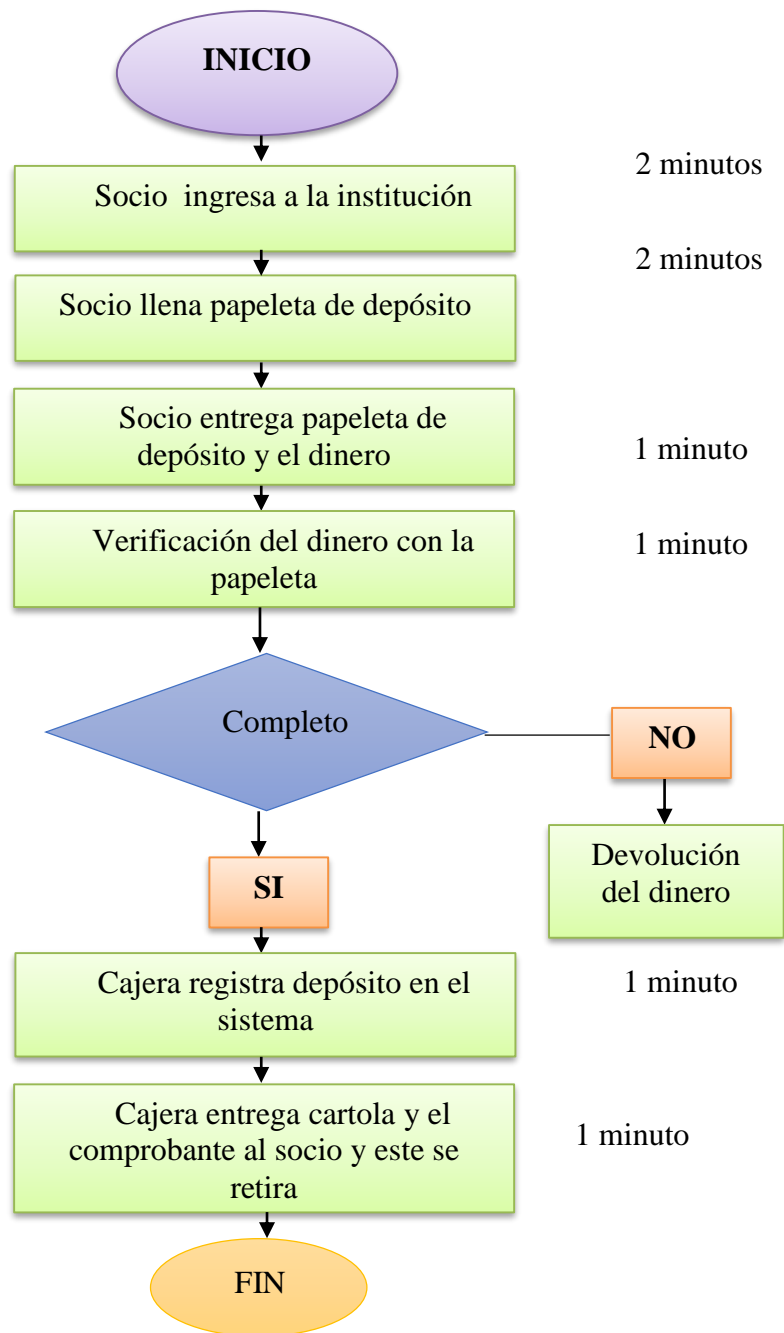 INICIO
2 minutos
Socio ingresa a la institución
2 minutos
Socio llena papeleta de depósito
Socio entrega papeleta de
depósito y el dinero
1 minuto
Verificación del dinero con la
papeleta
1 minuto
Completo
NO
Devolución
del dinero
SI
Cajera registra depósito en el
sistema
1 minuto
Cajera entrega cartola y el
comprobante al socio y este se
retira
1 minuto
FIN